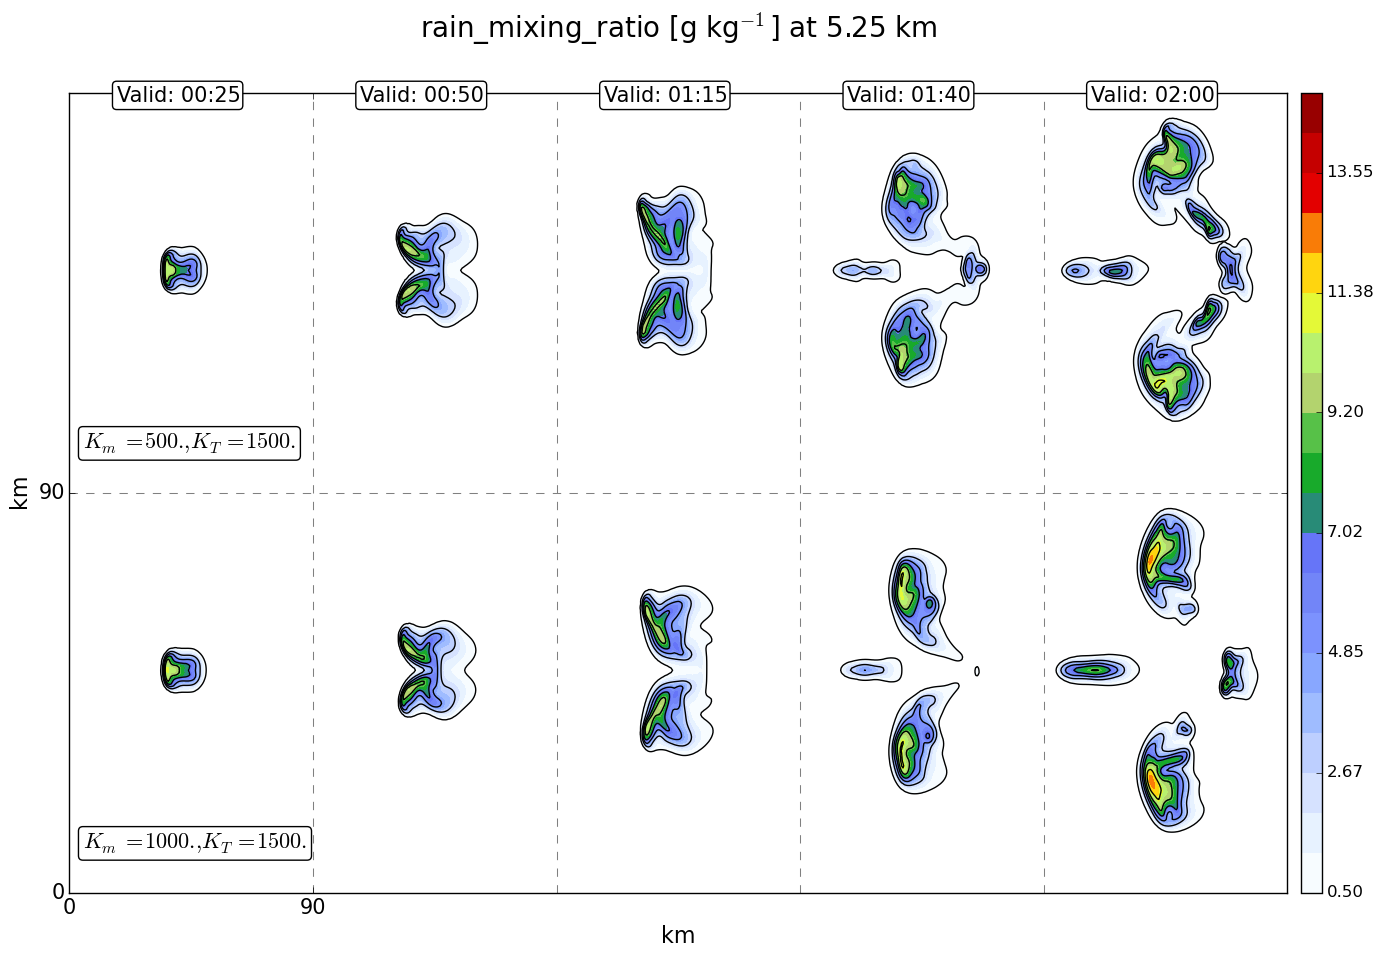 rain_mixing_ratio [g kg⁻¹] at 5.25 km
Valid: 00:25 Valid: 00:50 Valid: 01:15 Valid: 01:40 Valid: 02:00
13.55
11.38
9.20
7.02
4.85
2.67
0.50
K_m =500.,K_T =1500.
90
km
K_m =1000.,K_T =1500.
0
0 90
km